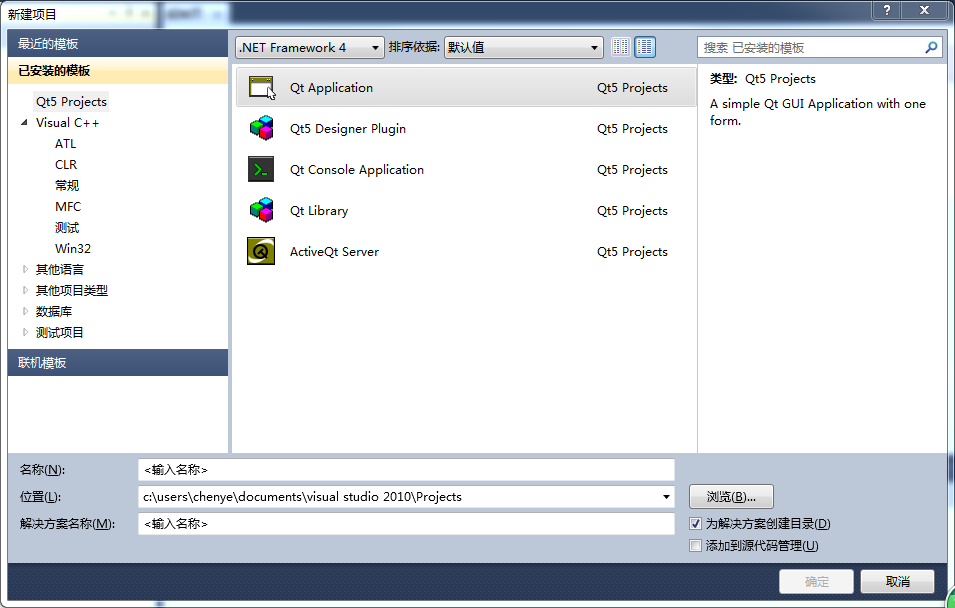 新建项目
最近的模板
.NET Framework 4 排序依据: 默认值
搜索 已安装的模板
已安装的模板
Qt5 Projects
Visual C++
ATL
CLR
常规
MFC
测试
Win32
其他语言
其他项目类型
数据库
测试项目
联机模板
Qt Application Qt5 Projects
Qt5 Designer Plugin Qt5 Projects
Qt Console Application Qt5 Projects
Qt Library Qt5 Projects
ActiveQt Server Qt5 Projects
类型: Qt5 Projects
A simple Qt GUI Application with one
form.
名称(N): <输入名称>
位置(L): c:\users\chenye\documents\visual studio 2010\Projects 浏览(B)...
解决方案名称(M): <输入名称> 为解决方案创建目录(D)
添加到源代码管理(U)
确定 取消